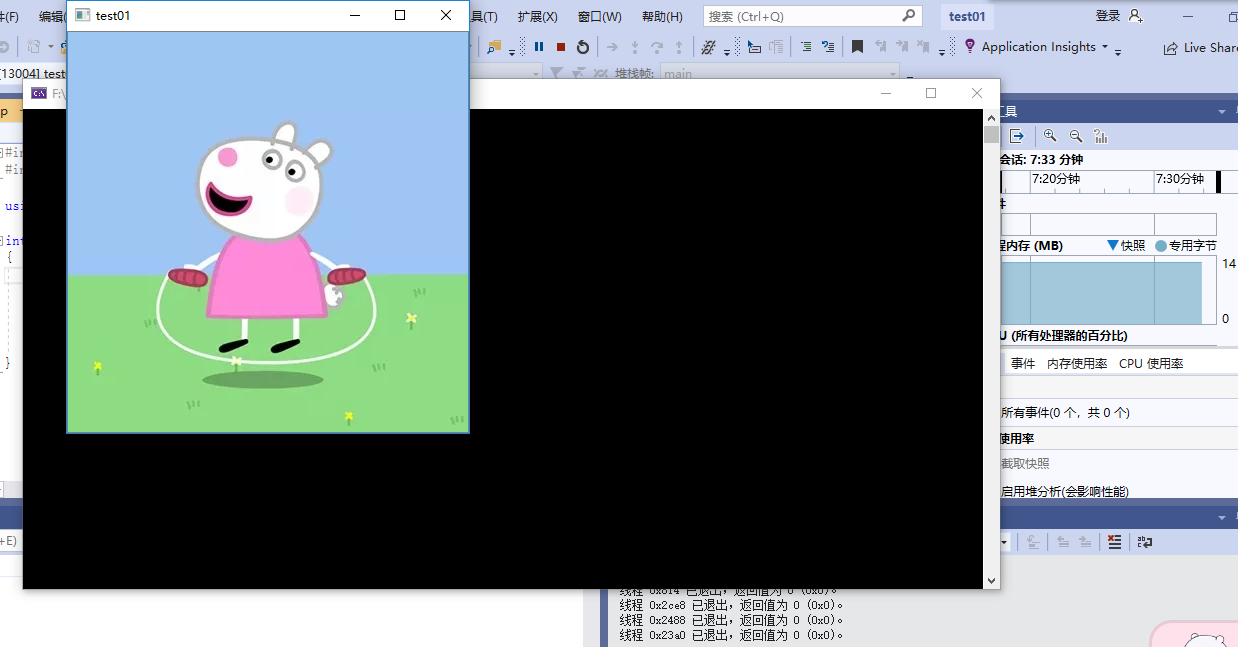 test01
(F) 编辑( 具(T) 扩展(X) 窗口(W) 帮助(H) 搜索 (Ctrl+Q) test01 登录
Application Insights Live Share
[13004] test 堆栈帧: main
F:\
p
工具
#in
#in
会话: 7:33 分钟
7:20分钟 7:30分钟
usi
件
int
{
程内存 (MB) 快照 专用字节
14
0
U (所有处理器的百分比)
}
事件 内存使用率 CPU 使用率
所有事件(0 个，共 0 个)
使用率
截取快照
启用堆分析(会影响性能)
+E)
已退出，返回值为 0 (0x0)。
线程 0x2ce8 已退出，返回值为 0 (0x0)。
线程 0x2488 已退出，返回值为 0 (0x0)。
线程 0x23a0 已退出，返回值为 0 (0x0)。